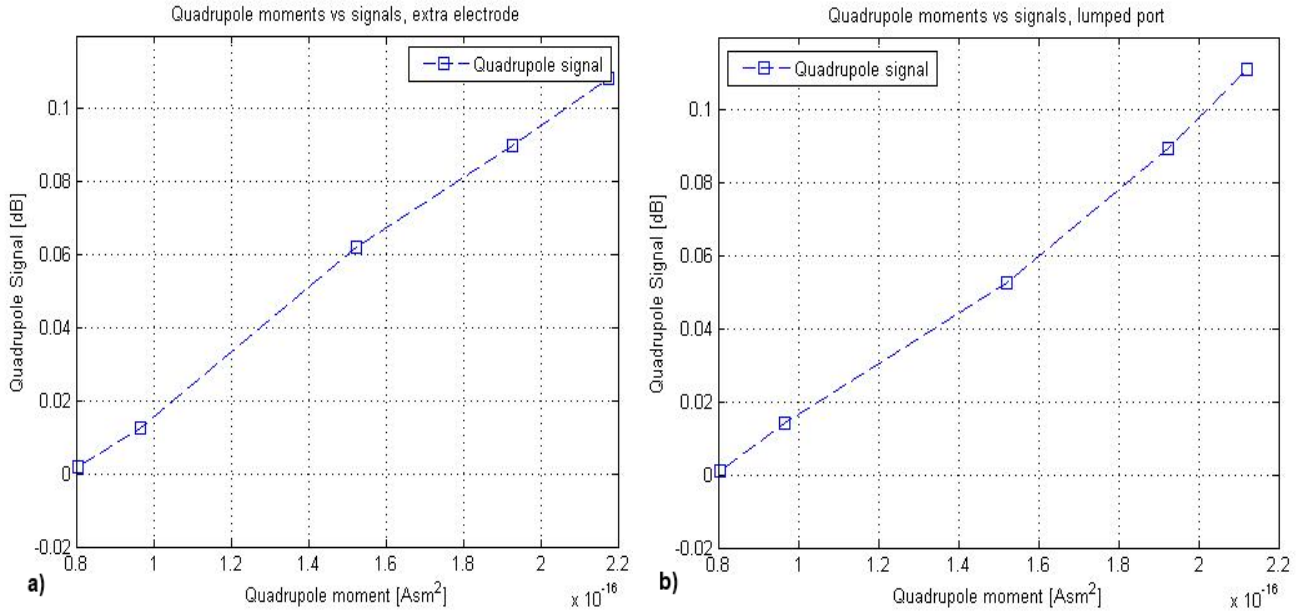 Quadrupole moments vs signals, extra electrode
Quadrupole signal
Quadrupole Signal [dB]
0.1
0.08
0.06
0.04
0.02
0
-0.02
0.8 1 1.2 1.4 1.6 1.8 2 2.2
Quadrupole moment [Asm²]
x 10⁻¹⁶
a)
Quadrupole moments vs signals, lumped port
Quadrupole signal
Quadrupole Signal [dB]
0.1
0.08
0.06
0.04
0.02
0
-0.02
0.8 1 1.2 1.4 1.6 1.8 2 2.2
Quadrupole moment [Asm²]
x 10⁻¹⁶
b)